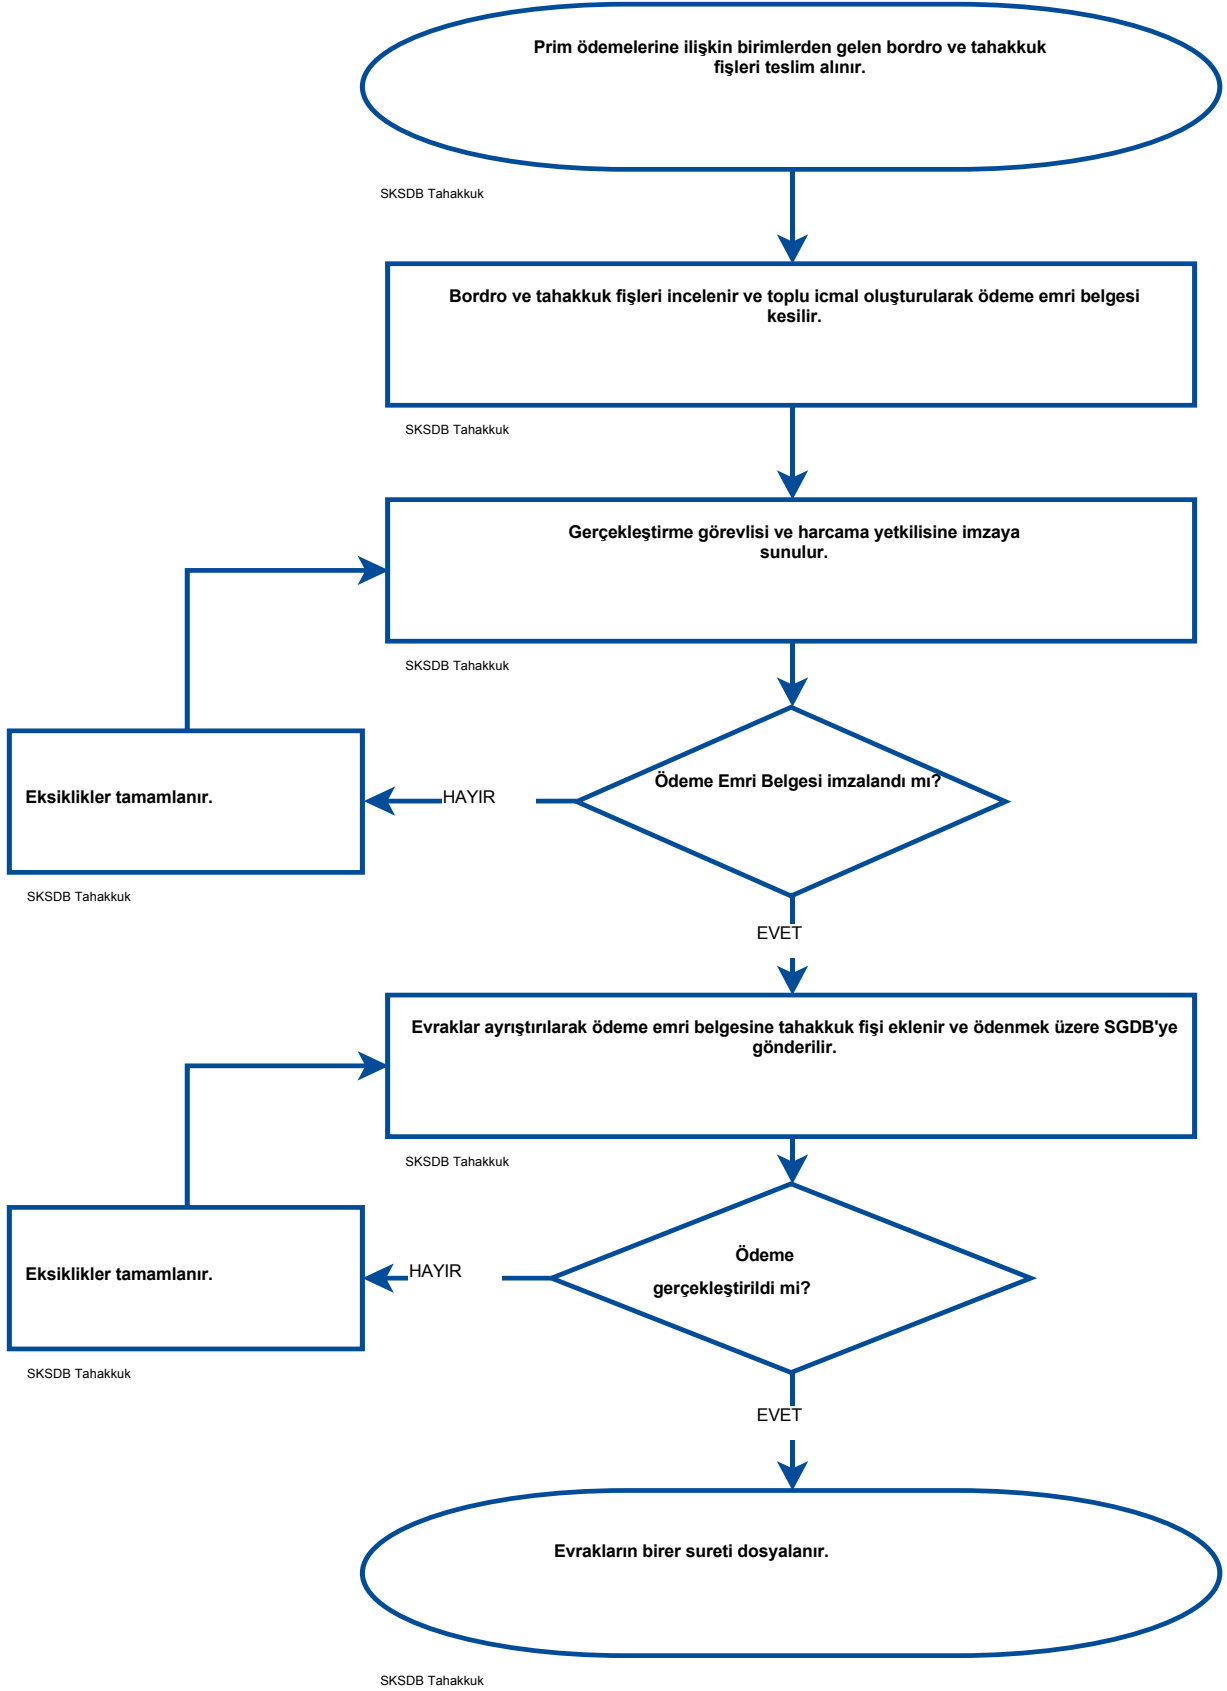 Prim ödemelerine ilişkin birimlerden gelen bordro ve tahakkuk
fişleri teslim alınır.
SKSDB Tahakkuk
Bordro ve tahakkuk fişleri incelenir ve toplu icmal oluşturularak ödeme emri belgesi
kesilir.
SKSDB Tahakkuk
Gerçekleştirme görevlisi ve harcama yetkilisine imzaya
sunulur.
SKSDB Tahakkuk
Ödeme Emri Belgesi imzalandı mı?
HAYIR
Eksiklikler tamamlanır.
SKSDB Tahakkuk
EVET
Evraklar ayrıştırılarak ödeme emri belgesine tahakkuk fişi eklenir ve ödenmek üzere SGDB'ye
gönderilir.
SKSDB Tahakkuk
Ödeme
gerçekleştirildi mi?
HAYIR
Eksiklikler tamamlanır.
SKSDB Tahakkuk
EVET
Evrakların birer sureti dosyalanır.
SKSDB Tahakkuk